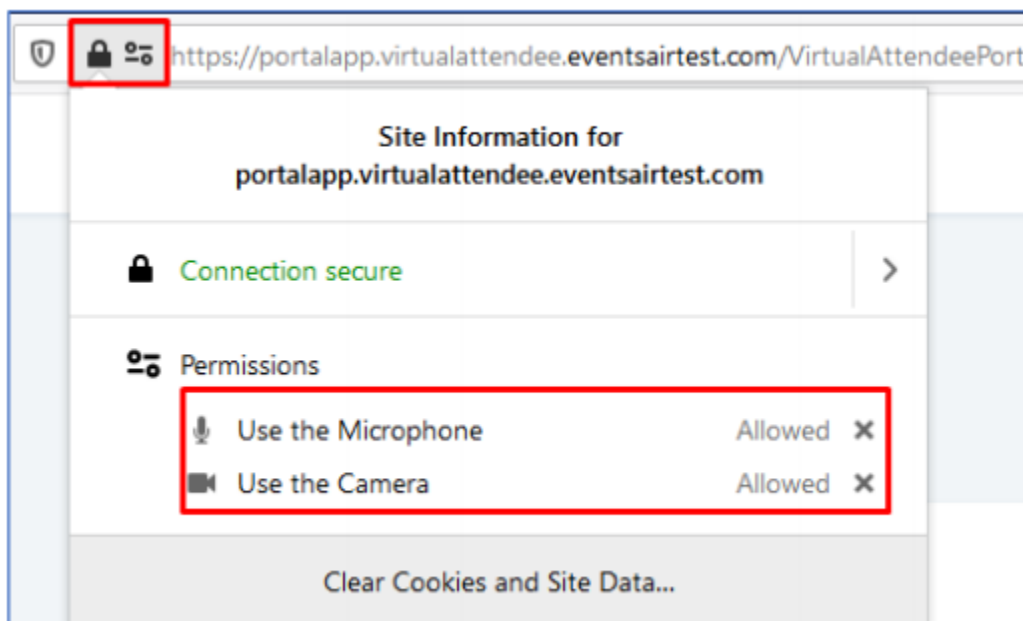 https://portalapp.virtualattendee.eventsairtest.com/VirtualAttendeePort
Site Information for
portalapp.virtualattendee.eventsairtest.com
Connection secure
Permissions
Use the Microphone Allowed
Use the Camera Allowed
Clear Cookies and Site Data...